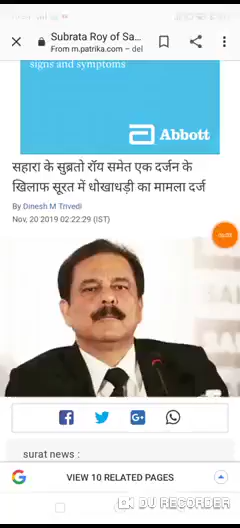 Subrata Roy of Sa...
From m.patrika.com – del
signs and symptoms
Abbott
सहारा के सुब्रतो रॉय समेत एक दर्जन के
खिलाफ सूरत में धोखाधड़ी का मामला दर्ज
By Dinesh M Trivedi
Nov, 20 2019 02:22:29 (IST)
surat news :
VIEW 10 RELATED PAGES
DU RECORDER